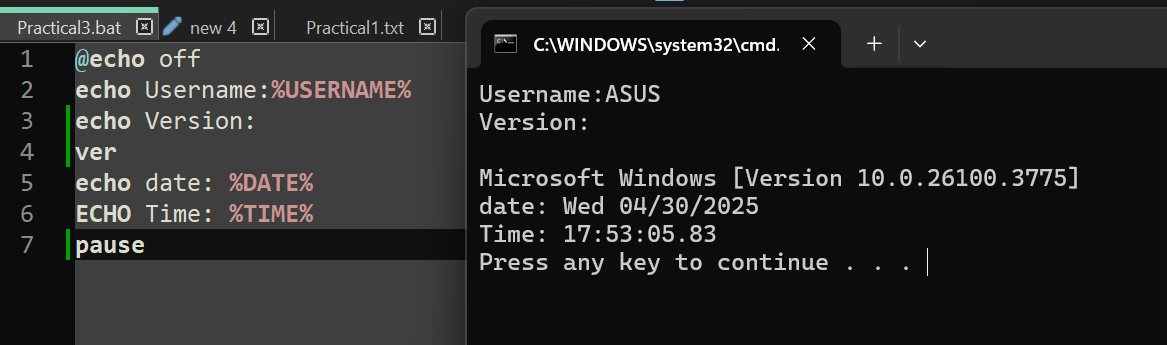 Practical3.bat
new 4
Practical1.txt
1 @echo off
2 echo Username:%USERNAME%
3 echo Version:
4 ver
5 echo date: %DATE%
6 ECHO Time: %TIME%
7 pause
C:\WINDOWS\system32\cmd.
Username:ASUS
Version:
Microsoft Windows [Version 10.0.26100.3775]
date: Wed 04/30/2025
Time: 17:53:05.83
Press any key to continue . . .